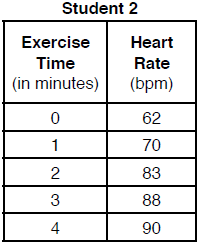 Student 2
Exercise Heart
Time Rate
(in minutes) (bpm)
0 62
1 70
2 83
3 88
4 90